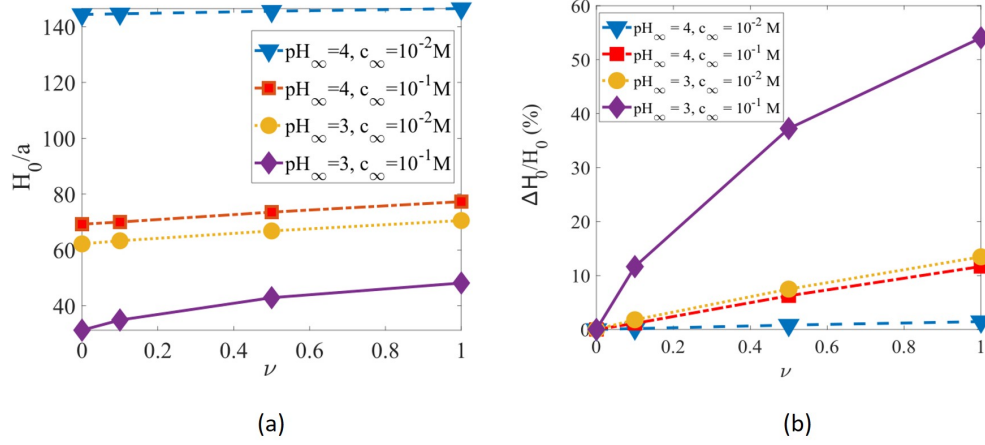 140
120
100
80
60
40
H₀/a
0
0.2
0.4
0.6
0.8
1
ν
pH∞=4, c∞=10⁻²M
pH∞=4, c∞=10⁻¹M
pH∞=3, c∞=10⁻²M
pH∞=3, c∞=10⁻¹M
(a)
60
50
40
30
20
10
0
ΔH₀/H₀ (%)
0
0.2
0.4
0.6
0.8
1
ν
pH∞ = 4, c∞ = 10⁻² M
pH∞ = 4, c∞ = 10⁻¹ M
pH∞ = 3, c∞ = 10⁻² M
pH∞ = 3, c∞ = 10⁻¹ M
(b)